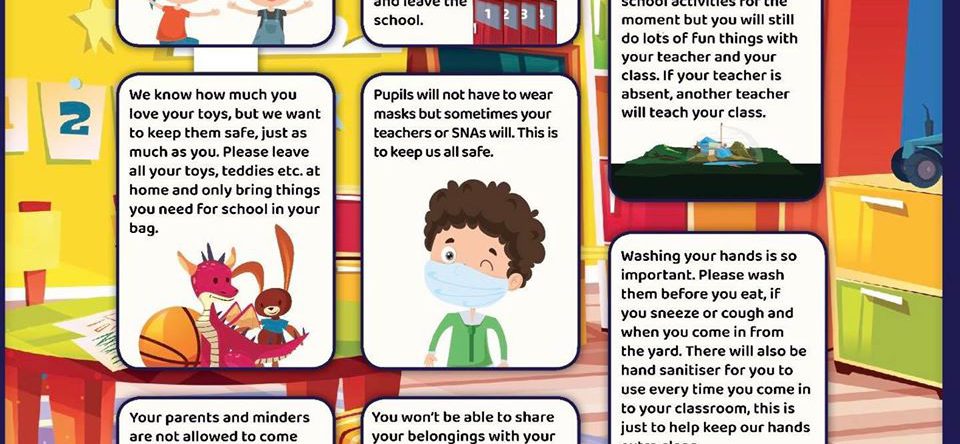 and leave the
school.
1 2 3 4
school activities for the
moment but you will still
do lots of fun things with
your teacher and your
class. If your teacher is
absent, another teacher
will teach your class.
2
We know how much you
love your toys, but we want
to keep them safe, just as
much as you. Please leave
all your toys, teddies etc. at
home and only bring things
you need for school in your
bag.
Pupils will not have to wear
masks but sometimes your
teachers or SNAs will. This is
to keep us all safe.
Washing your hands is so
important. Please wash
them before you eat, if
you sneeze or cough and
when you come in from
the yard. There will also be
hand sanitiser for you to
use every time you come in
to your classroom, this is
just to help keep our hands
Your parents and minders
are not allowed to come
You won't be able to share
your belongings with your